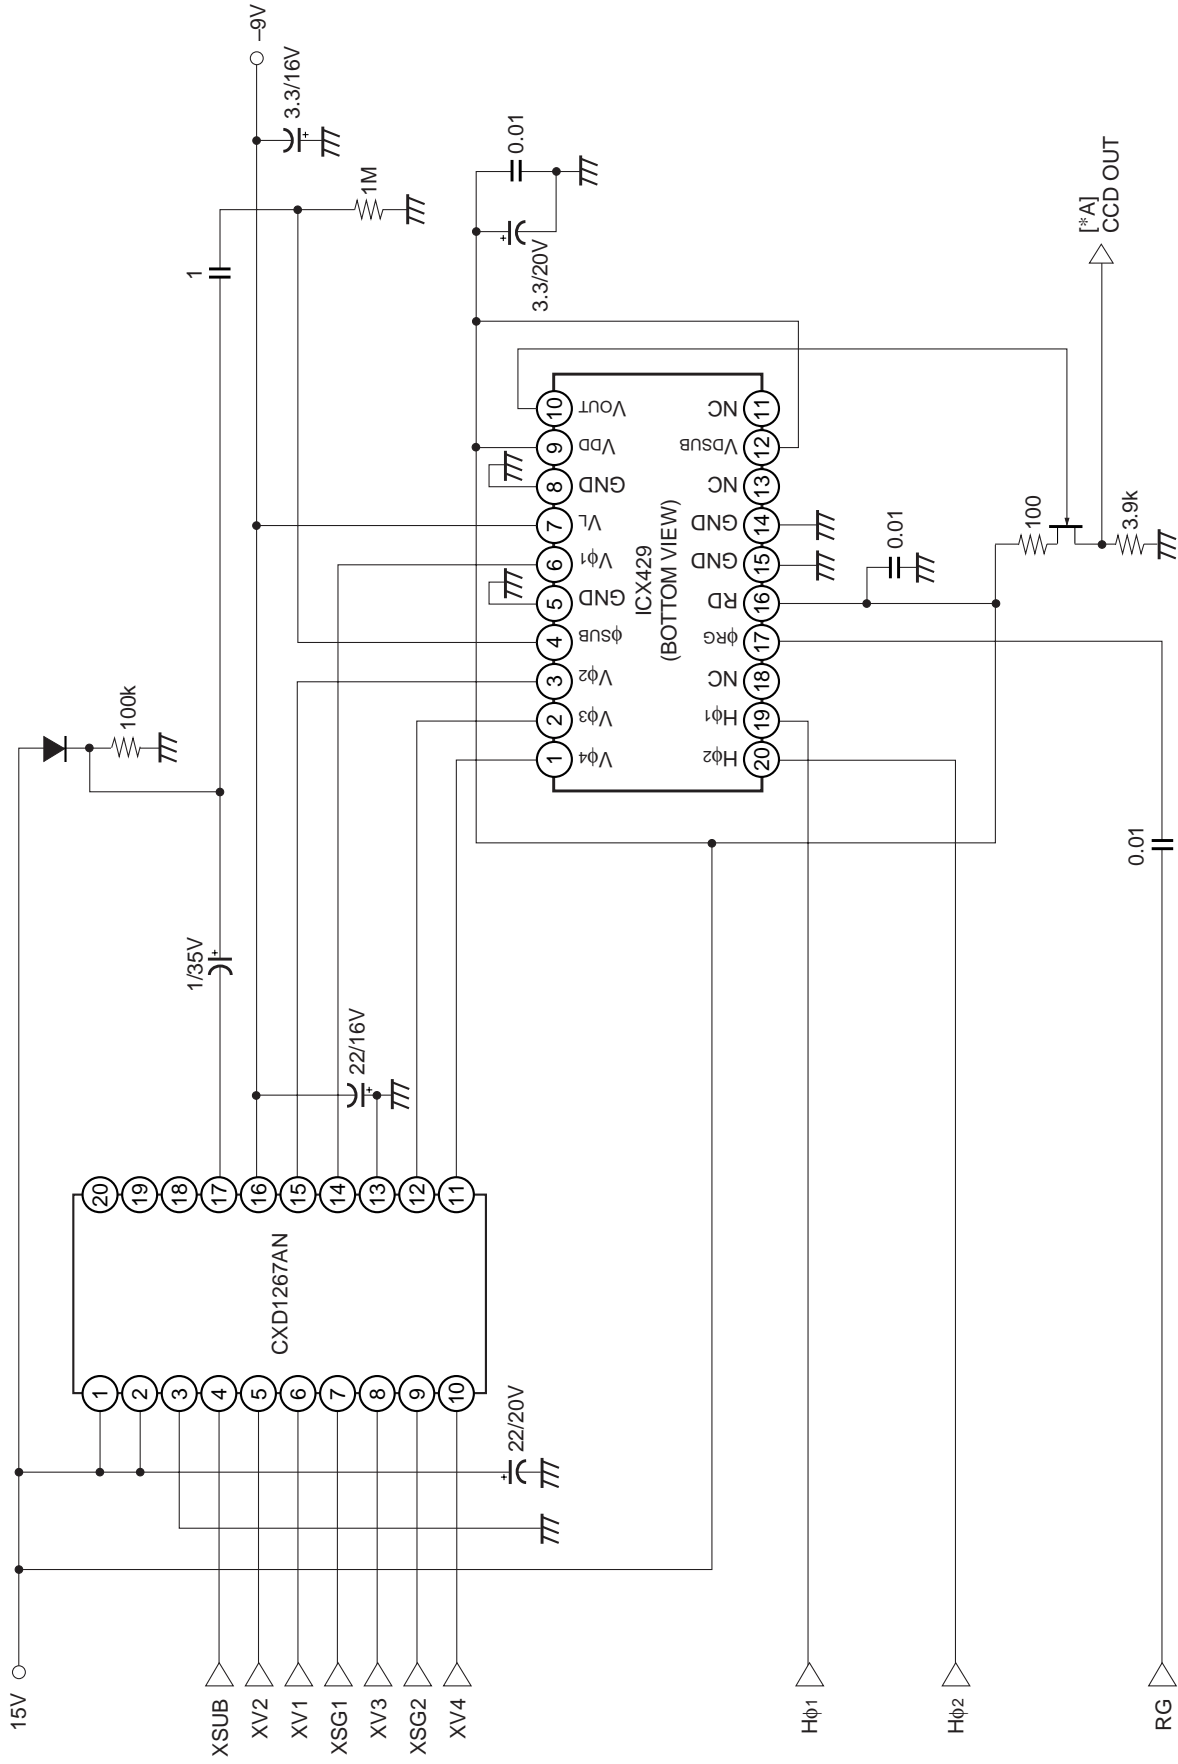 15V
–9V
3.3/16V
1M
1
0.01
3.3/20V
100k
1/35V
22/16V
[*A]
CCD OUT
20
19
18
17
16
15
14
13
12
11
CXD1267AN
1
2
3
4
5
6
7
8
9
10
22/20V
XSUB
XV2
XV1
XSG1
XV3
XSG2
XV4
10 VOUT
9 VDD
8 GND
7 VL
6 Vϕ1
5 GND
4 ϕSUB
3 Vϕ2
2 Vϕ3
1 Vϕ4
ICX429
(BOTTOM VIEW)
NC 11
VDSUB 12
NC 13
GND 14
GND 15
RD 16
ϕRG 17
NC 18
Hϕ1 19
Hϕ2 20
0.01
100
3.9k
0.01
Hϕ1
Hϕ2
RG